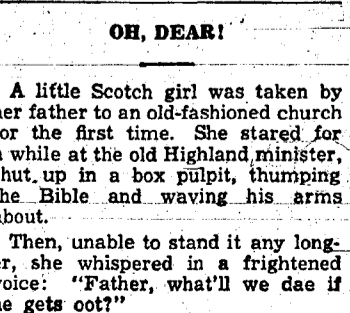 OH, DEAR!
A little Scotch girl was taken by
her father to an old-fashioned church
for the first time. She stared for
a while at the old Highland minister,
shut up in a box pulpit, thumping
the Bible and waving his arms
about.
Then, unable to stand it any long-
er, she whispered in a frightened
voice: "Father, what'll we dae if
he gets oot?"